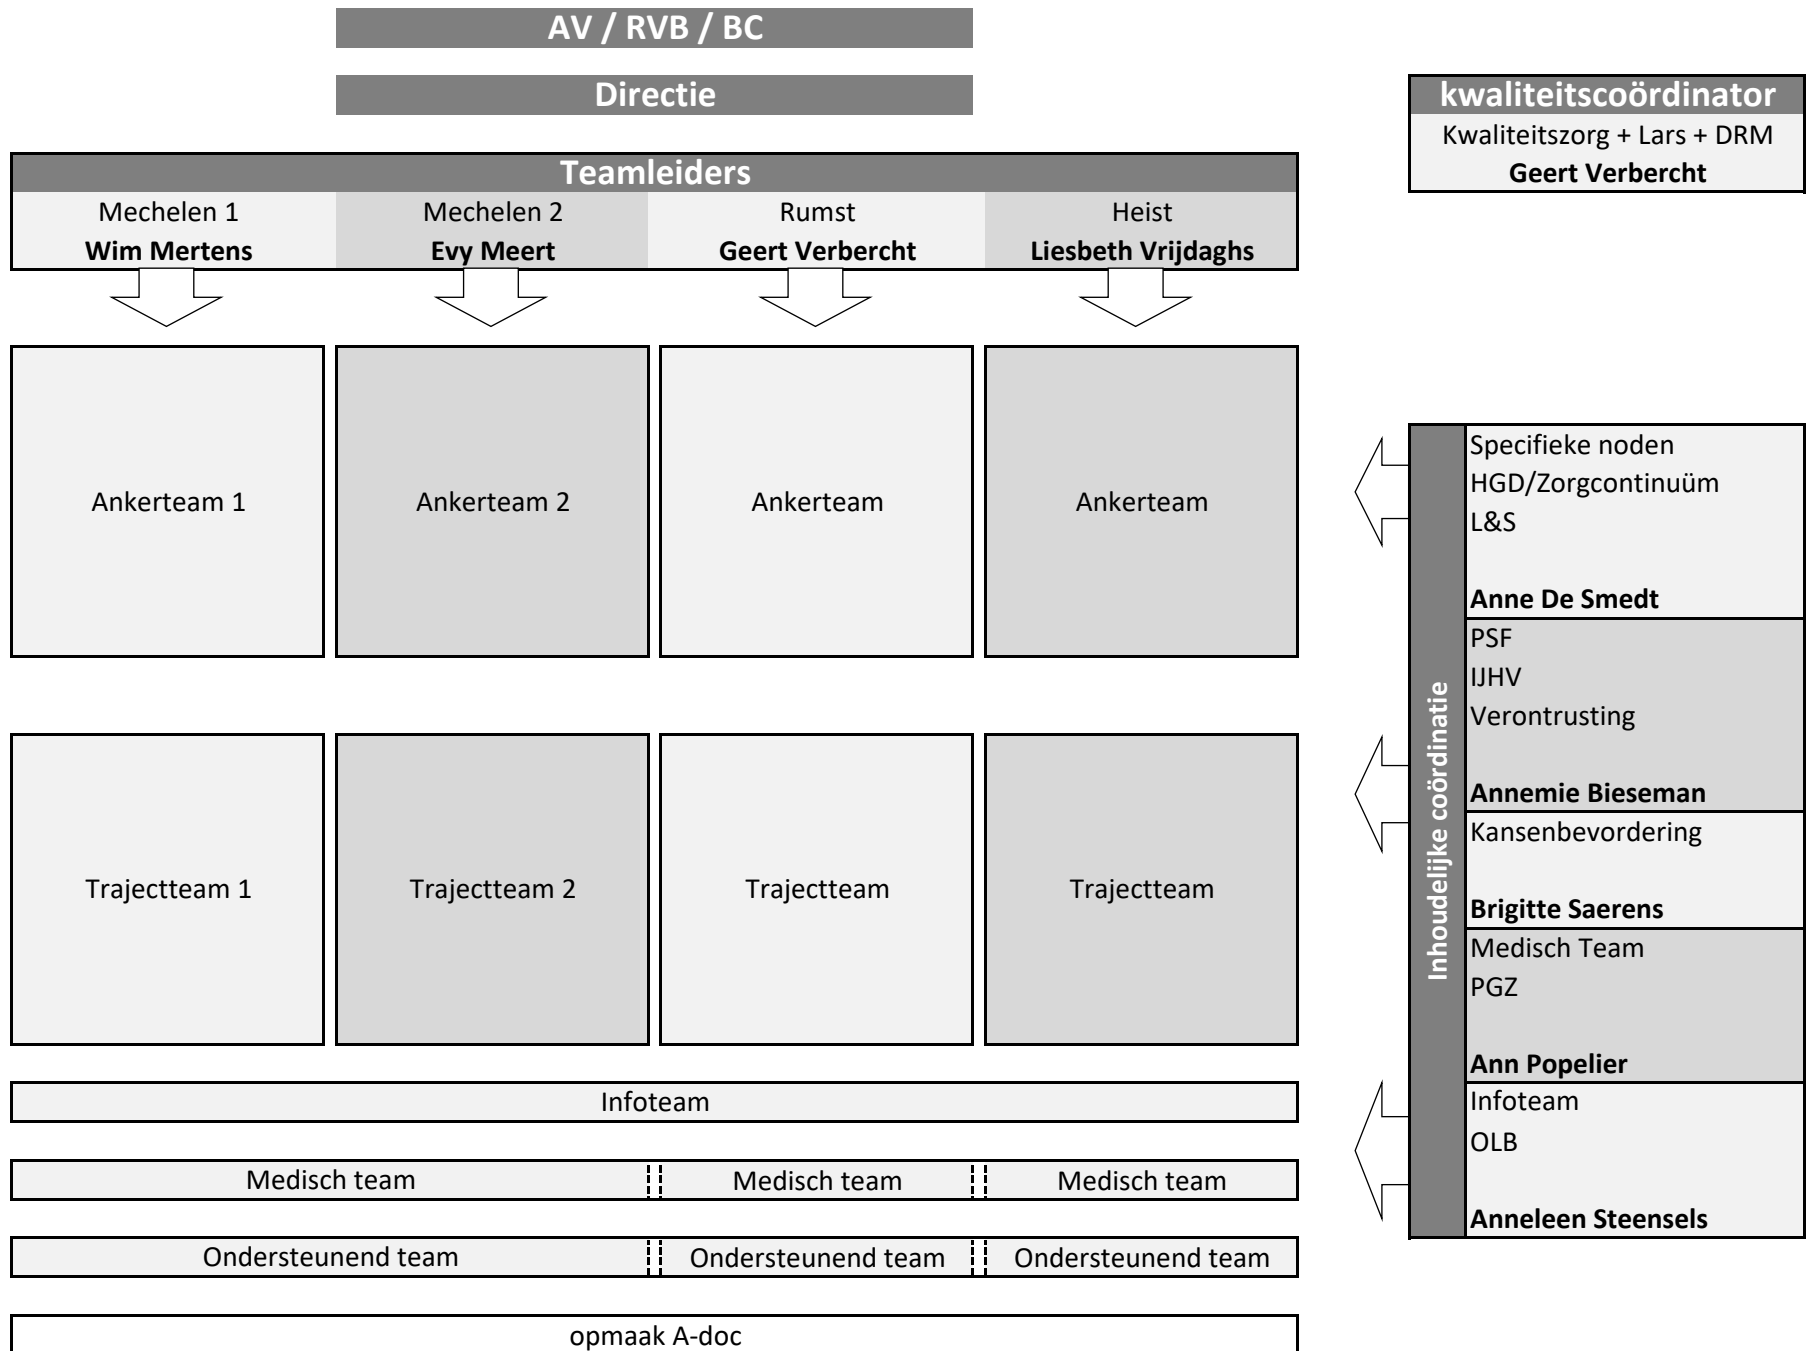 AV / RVB / BC
Directie
kwaliteitscoördinator
Kwaliteitszorg + Lars + DRM
Geert Verbercht
Teamleiders
Mechelen 1 Mechelen 2 Rumst Heist
Wim Mertens Evy Meert Geert Verbercht Liesbeth Vrijdaghs
Ankerteam 1 Ankerteam 2 Ankerteam Ankerteam
Trajectteam 1 Trajectteam 2 Trajectteam Trajectteam
Infoteam
Medisch team Medisch team Medisch team
Ondersteunend team Ondersteunend team Ondersteunend team
opmaak A-doc
Inhoudelijke coördinatie
Specifieke noden
HGD/Zorgcontinuüm
L&S
Anne De Smedt
PSF
IJHV
Verontrusting
Annemie Bieseman
Kansenbevordering
Brigitte Saerens
Medisch Team
PGZ
Ann Popelier
Infoteam
OLB
Anneleen Steensels